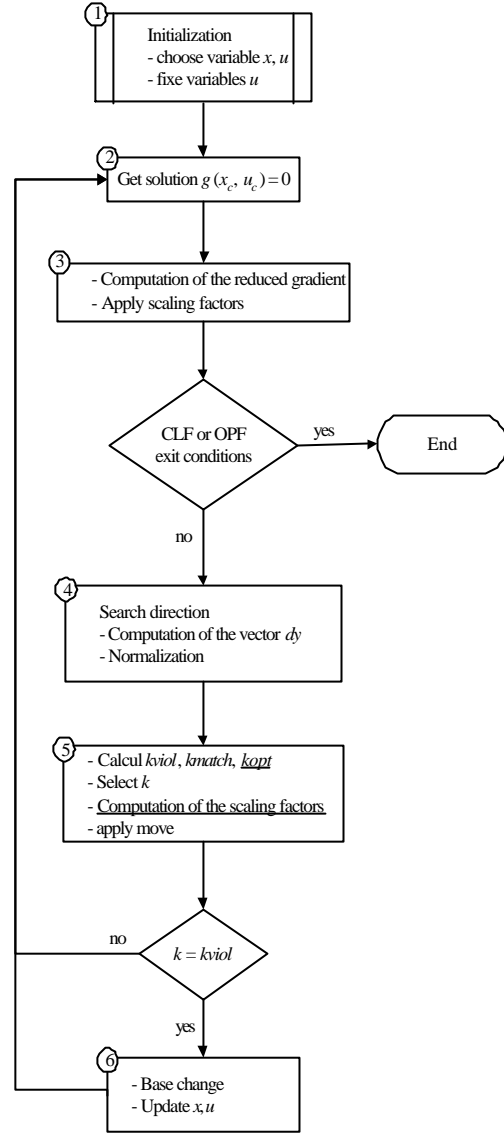 1
Initialization
- choose variable x, u
- fixe variables u
2
Get solution g (x_c, u_c) = 0
3
- Computation of the reduced gradient
- Apply scaling factors
CLF or OPF
exit conditions
yes
End
no
4
Search direction
- Computation of the vector dy
- Normalization
5
- Calcul kviol, kmatch, kopt
- Select k
- Computation of the scaling factors
- apply move
no
k = kviol
yes
6
- Base change
- Update x, u